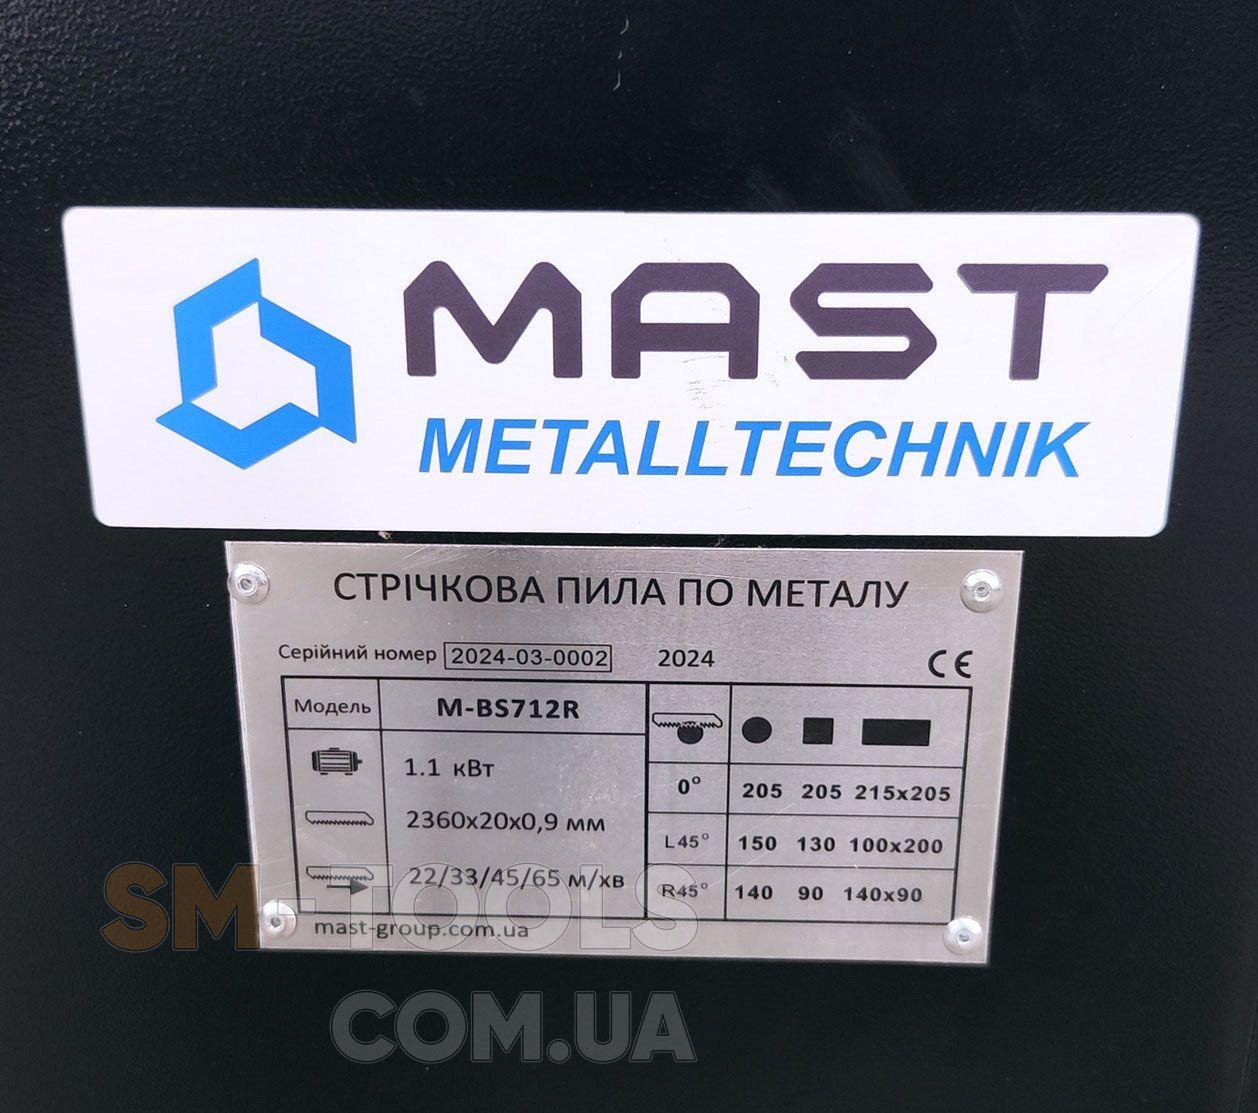 MAST
METALLTECHNIK
СТРІЧКОВА ПИЛА ПО МЕТАЛУ
Серійний номер 2024-03-0002 2024 CE
Модель M-BS712R
1.1 кВт
0° 205 205 215x205
2360x20x0,9 мм
L45° 150 130 100x200
22/33/45/65 м/хв
R45° 140 90 140x90
mast-group.com.ua
SM-TOOLS
COM.UA